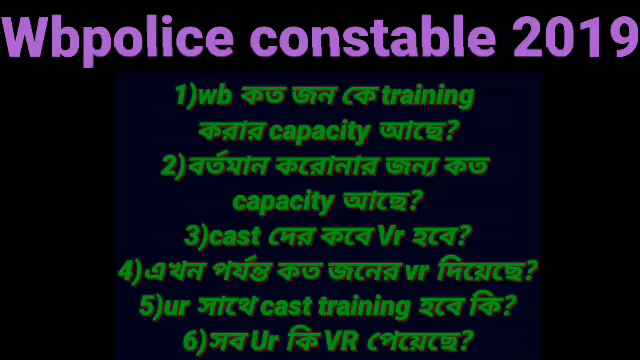 Wbpolice constable 2019
1)wb কত জন কে training
করার capacity আছে?
2)বর্তমান করোনার জন্য কত
capacity আছে?
3)cast দের কবে Vr হবে?
4)এখন পর্যন্ত কত জনের vr দিয়েছে?
5)ur সাথে cast training হবে কি?
6)সব Ur কি VR পেয়েছে?